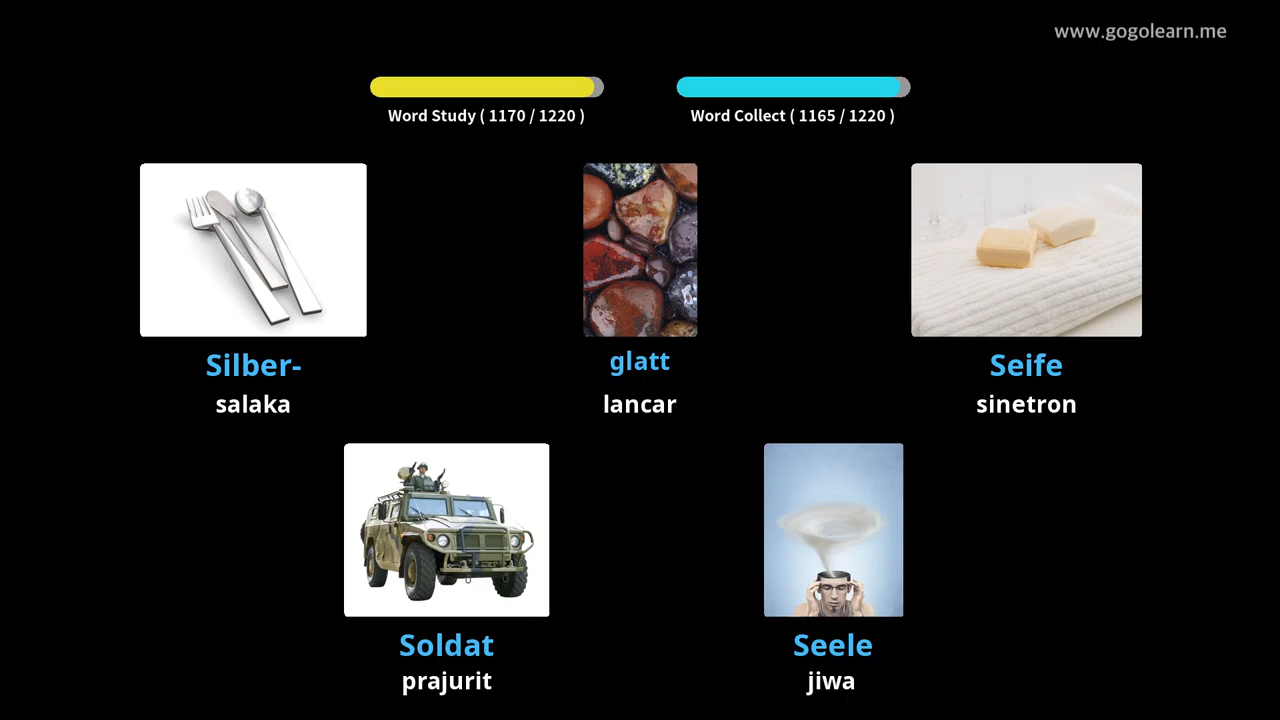 www.gogolearn.me
Word Study ( 1170 / 1220 )
Word Collect ( 1165 / 1220 )
Silber-
salaka
glatt
lancar
Seife
sinetron
Soldat
prajurit
Seele
jiwa